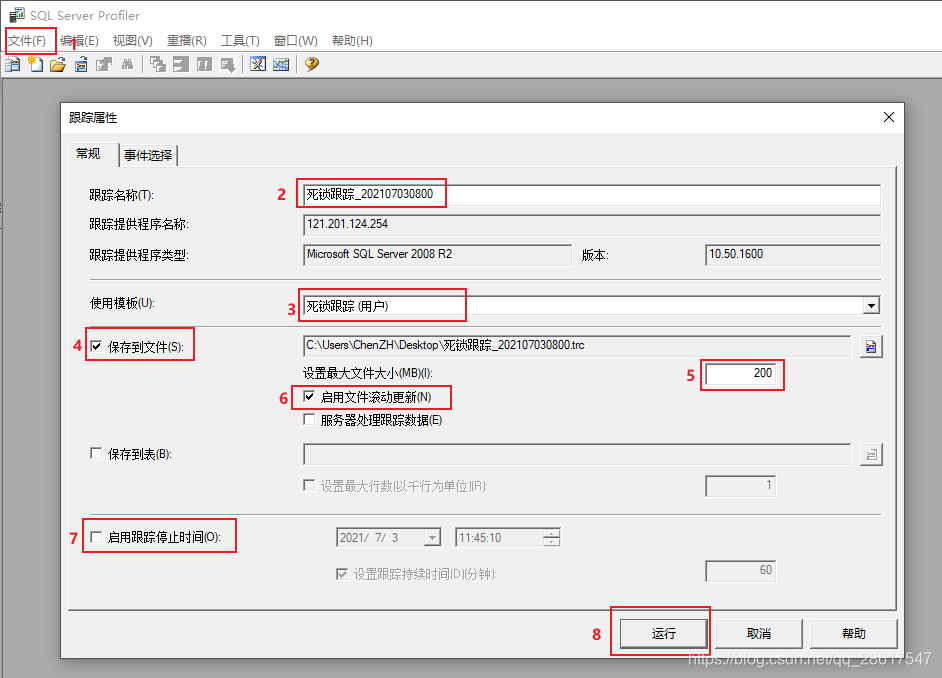 SQL Server Profiler
文件(F) 1 编辑(E) 视图(V) 重播(R) 工具(T) 窗口(W) 帮助(H)
跟踪属性
常规 事件选择
跟踪名称(T): 2 死锁跟踪_202107030800
跟踪提供程序名称: 121.201.124.254
跟踪提供程序类型: Microsoft SQL Server 2008 R2 版本: 10.50.1600
使用模板(U): 3 死锁跟踪 (用户)
4 保存到文件(S): C:\Users\ChenZH\Desktop\死锁跟踪_202107030800.trc
设置最大文件大小(MB)(I): 5 200
6 启用文件滚动更新(N)
服务器处理跟踪数据(E)
保存到表(B):
设置最大行数(以千行为单位)(R): 1
7 启用跟踪停止时间(O): 2021/ 7/ 3 11:45:10
设置跟踪持续时间(D)(分钟): 60
8 运行 取消 帮助
https://blog.csdn.net/qq_28617547